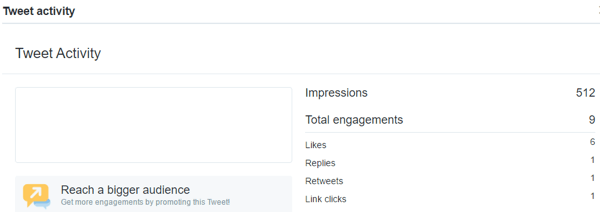 Tweet activity
Tweet Activity
Impressions 512
Total engagements 9
Likes 6
Replies 1
Retweets 1
Link clicks 1
Reach a bigger audience
Get more engagements by promoting this Tweet!